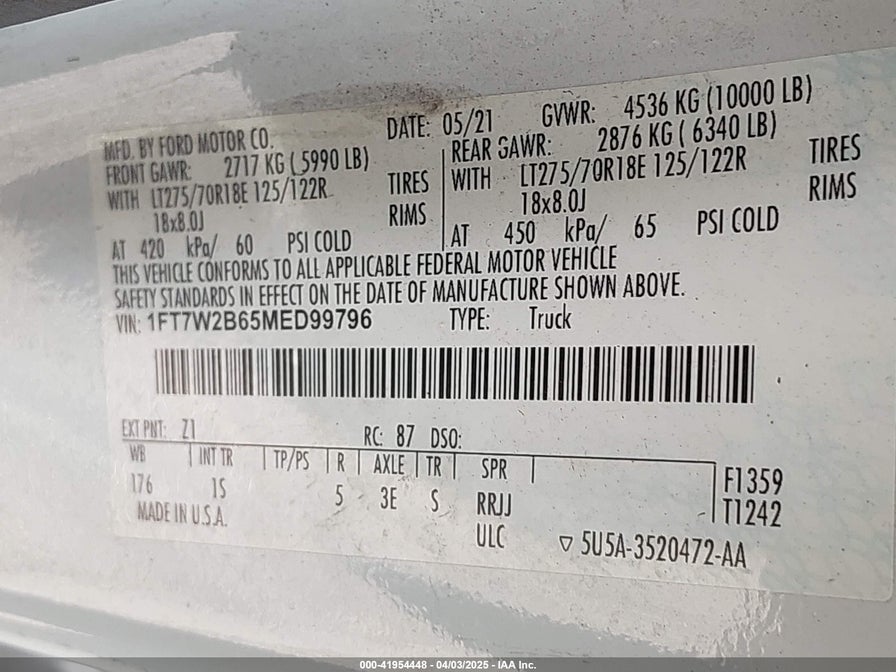 MFD. BY FORD MOTOR CO.
DATE: 05/21 GVWR: 4536 KG (10000 LB)
FRONT GAWR: 2717 KG ( 5990 LB)
REAR GAWR: 2876 KG ( 6340 LB)
WITH LT275/70R18E 125/122R TIRES
WITH LT275/70R18E 125/122R TIRES
18x8.0J RIMS
18x8.0J RIMS
AT 420 kPa/ 60 PSI COLD
AT 450 kPa/ 65 PSI COLD
THIS VEHICLE CONFORMS TO ALL APPLICABLE FEDERAL MOTOR VEHICLE
SAFETY STANDARDS IN EFFECT ON THE DATE OF MANUFACTURE SHOWN ABOVE.
VIN: 1FT7W2B65MED99796 TYPE: Truck
EXT PNT: Z1 RC: 87 DSO:
WB INT TR TP/PS R AXLE TR SPR
176 1S 5 3E S RRJJ
F1359
T1242
MADE IN U.S.A.
ULC ▽ 5U5A-3520472-AA
000-41954448 - 04/03/2025 - IAA Inc.